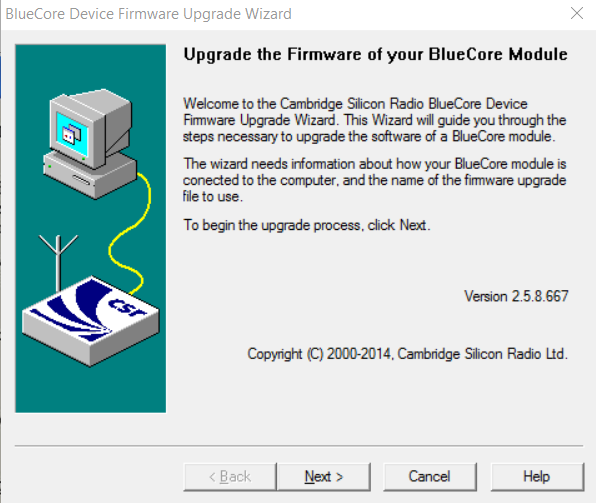 BlueCore Device Firmware Upgrade Wizard
Upgrade the Firmware of your BlueCore Module
Welcome to the Cambridge Silicon Radio BlueCore Device
Firmware Upgrade Wizard. This Wizard will guide you through the
steps necessary to upgrade the software of a BlueCore module.
The wizard needs information about how your BlueCore module is
conected to the computer, and the name of the firmware upgrade
file to use.
To begin the upgrade process, click Next.
csr
Version 2.5.8.667
Copyright (C) 2000-2014, Cambridge Silicon Radio Ltd.
< Back Next > Cancel Help